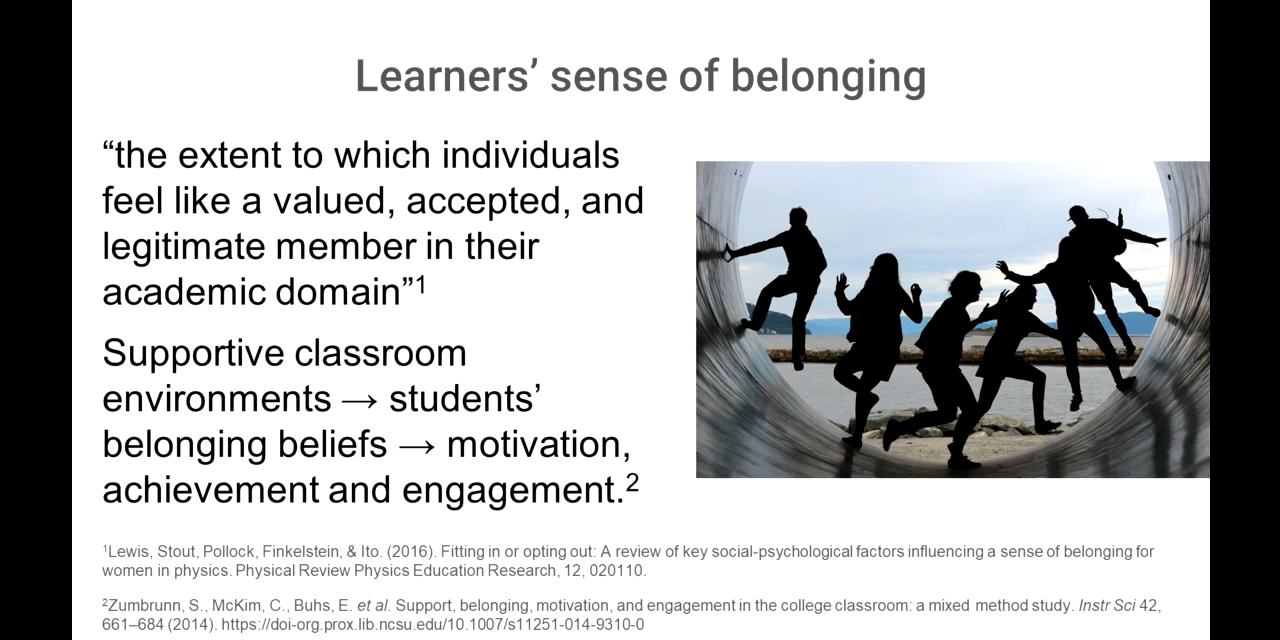 Learners’ sense of belonging
“the extent to which individuals
feel like a valued, accepted, and
legitimate member in their
academic domain”¹
Supportive classroom
environments → students’
belonging beliefs → motivation,
achievement and engagement.²
¹Lewis, Stout, Pollock, Finkelstein, & Ito. (2016). Fitting in or opting out: A review of key social-psychological factors influencing a sense of belonging for
women in physics. Physical Review Physics Education Research, 12, 020110.
²Zumbrunn, S., McKim, C., Buhs, E. et al. Support, belonging, motivation, and engagement in the college classroom: a mixed method study. Instr Sci 42,
661–684 (2014). https://doi-org.prox.lib.ncsu.edu/10.1007/s11251-014-9310-0